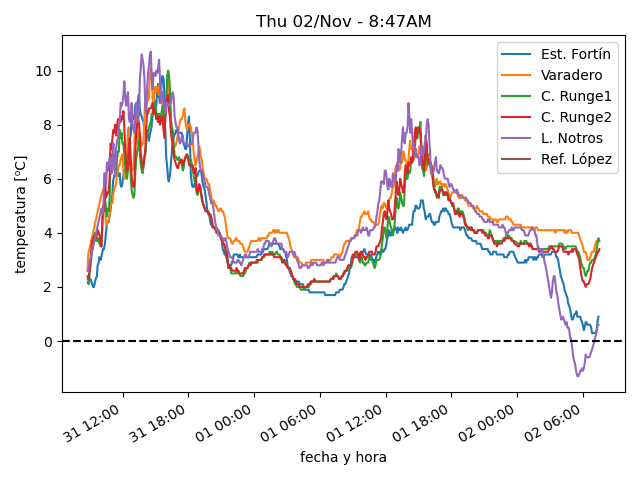 Thu 02/Nov - 8:47AM
Est. Fortín
Varadero
C. Runge1
C. Runge2
L. Notros
Ref. López
temperatura [ºC]
10
8
6
4
2
0
31 12:00
31 18:00
01 00:00
01 06:00
01 12:00
01 18:00
02 00:00
02 06:00
fecha y hora